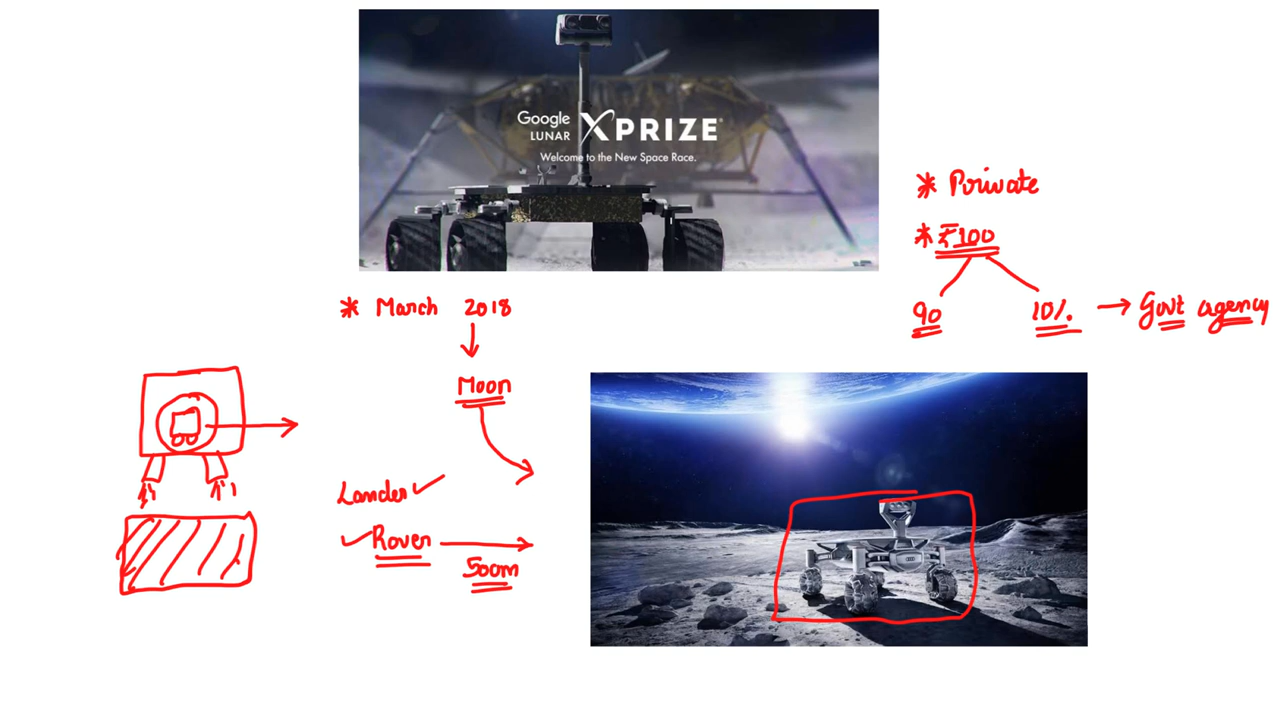 Google
LUNAR
XPRIZE
Welcome to the New Space Race.
* Private
* ₹100
90
10% → Govt agency
* March 2018
Moon
Lander ✓
✓ Rover
500m